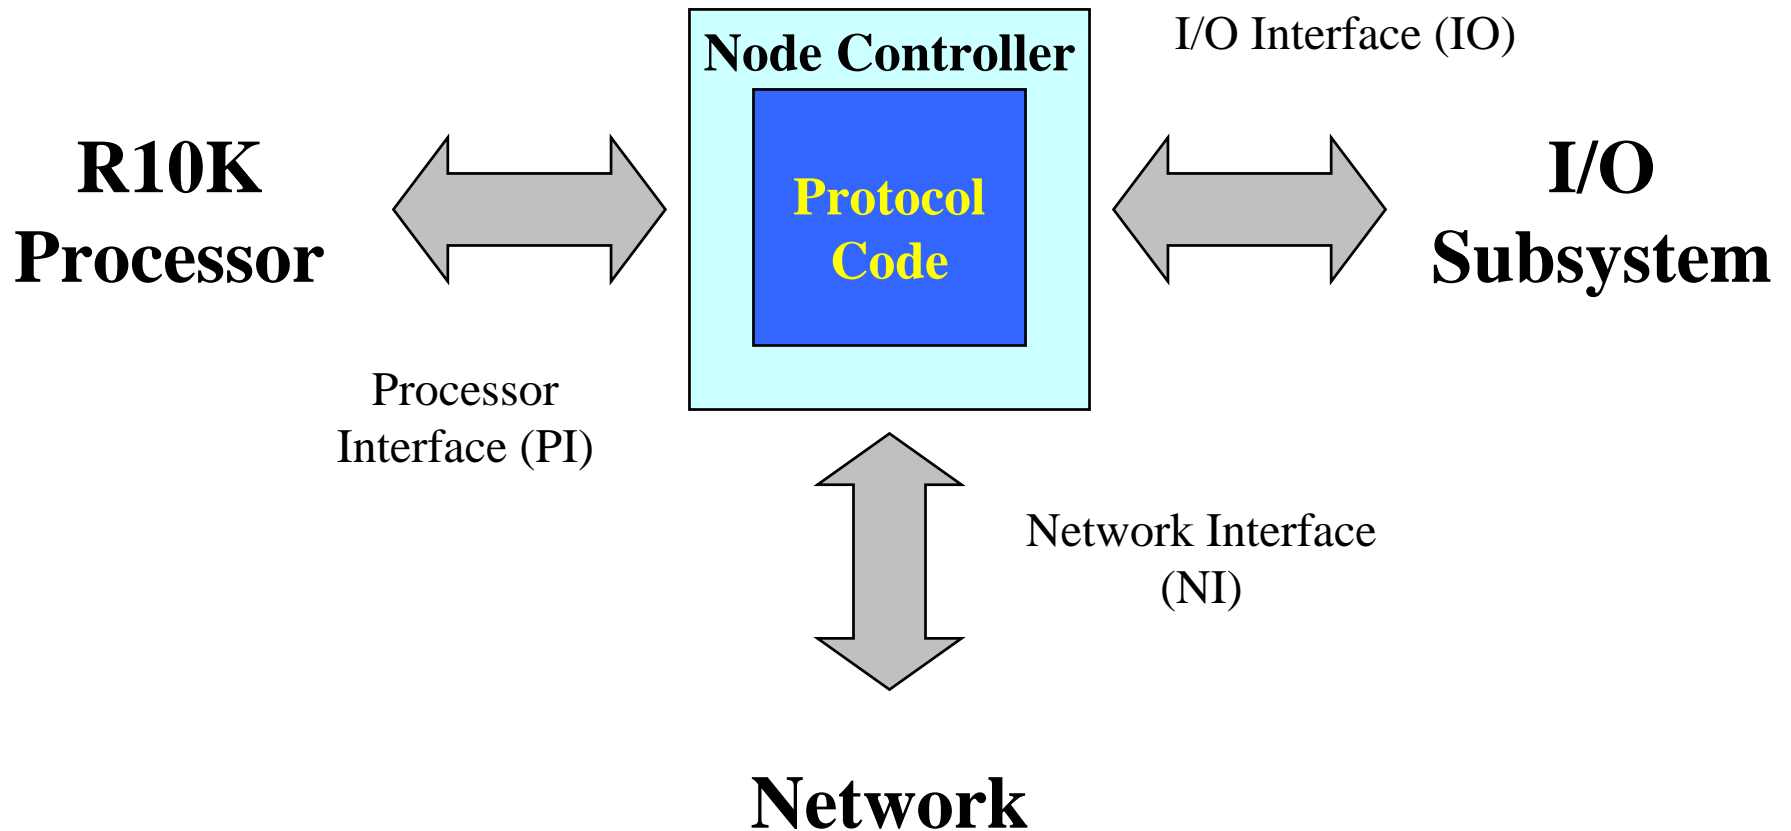 Node Controller
I/O Interface (IO)
R10K
Processor
Protocol
Code
I/O
Subsystem
Processor
Interface (PI)
Network Interface
(NI)
Network